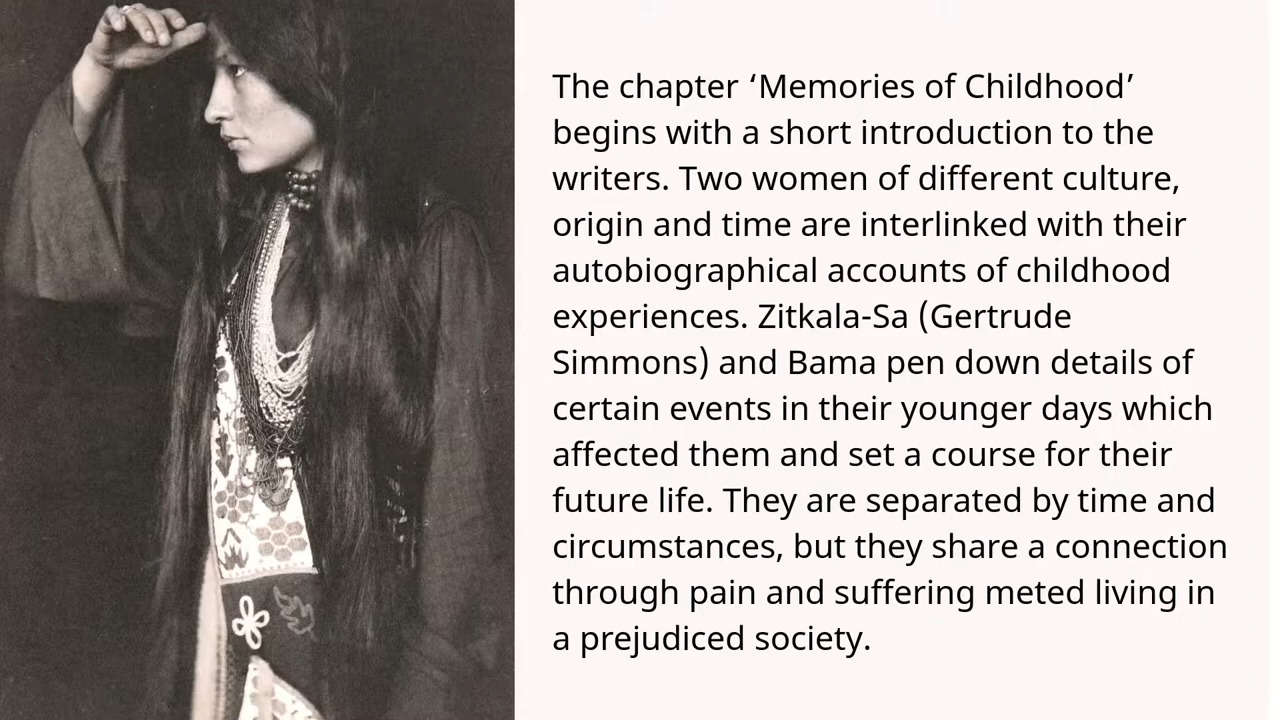 The chapter ‘Memories of Childhood’
begins with a short introduction to the
writers. Two women of different culture,
origin and time are interlinked with their
autobiographical accounts of childhood
experiences. Zitkala-Sa (Gertrude
Simmons) and Bama pen down details of
certain events in their younger days which
affected them and set a course for their
future life. They are separated by time and
circumstances, but they share a connection
through pain and suffering meted living in
a prejudiced society.